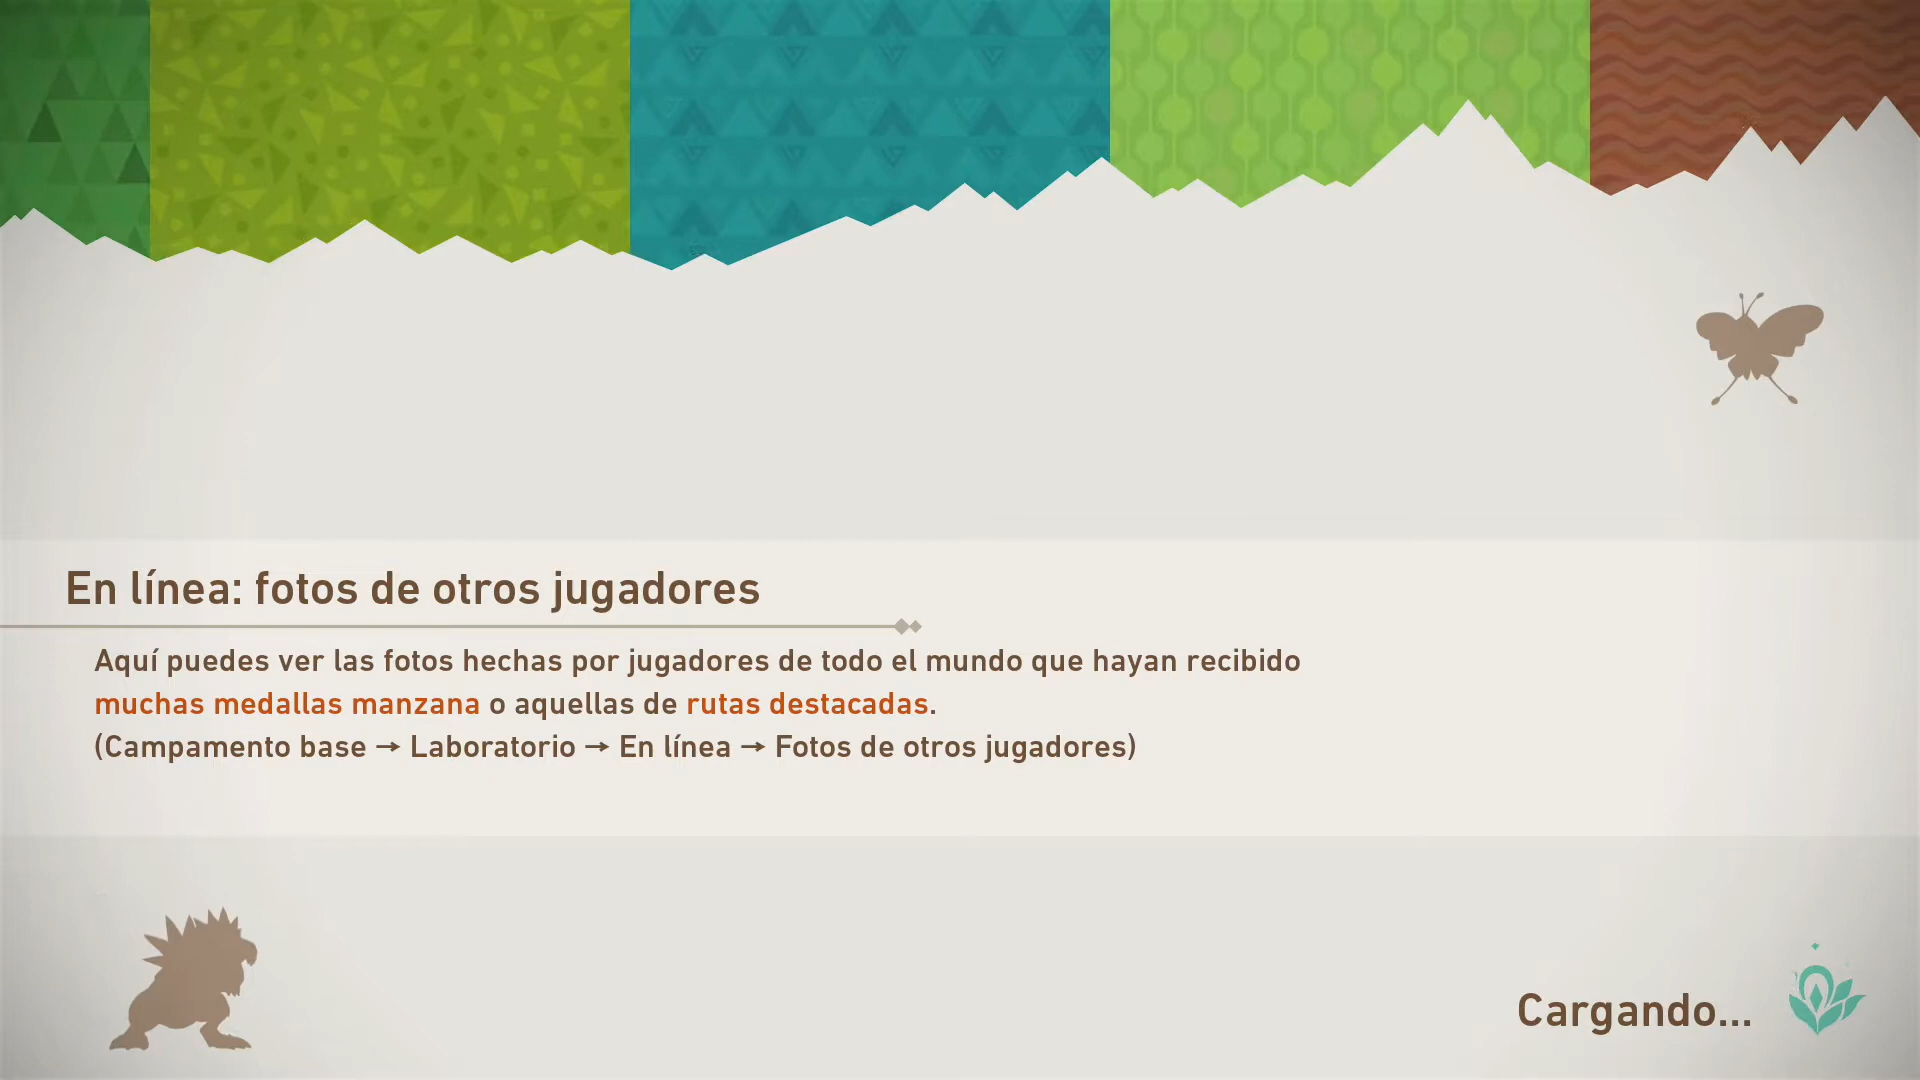 En línea: fotos de otros jugadores
Aquí puedes ver las fotos hechas por jugadores de todo el mundo que hayan recibido
muchas medallas manzana o aquellas de rutas destacadas.
(Campamento base → Laboratorio → En línea → Fotos de otros jugadores)
Cargando...